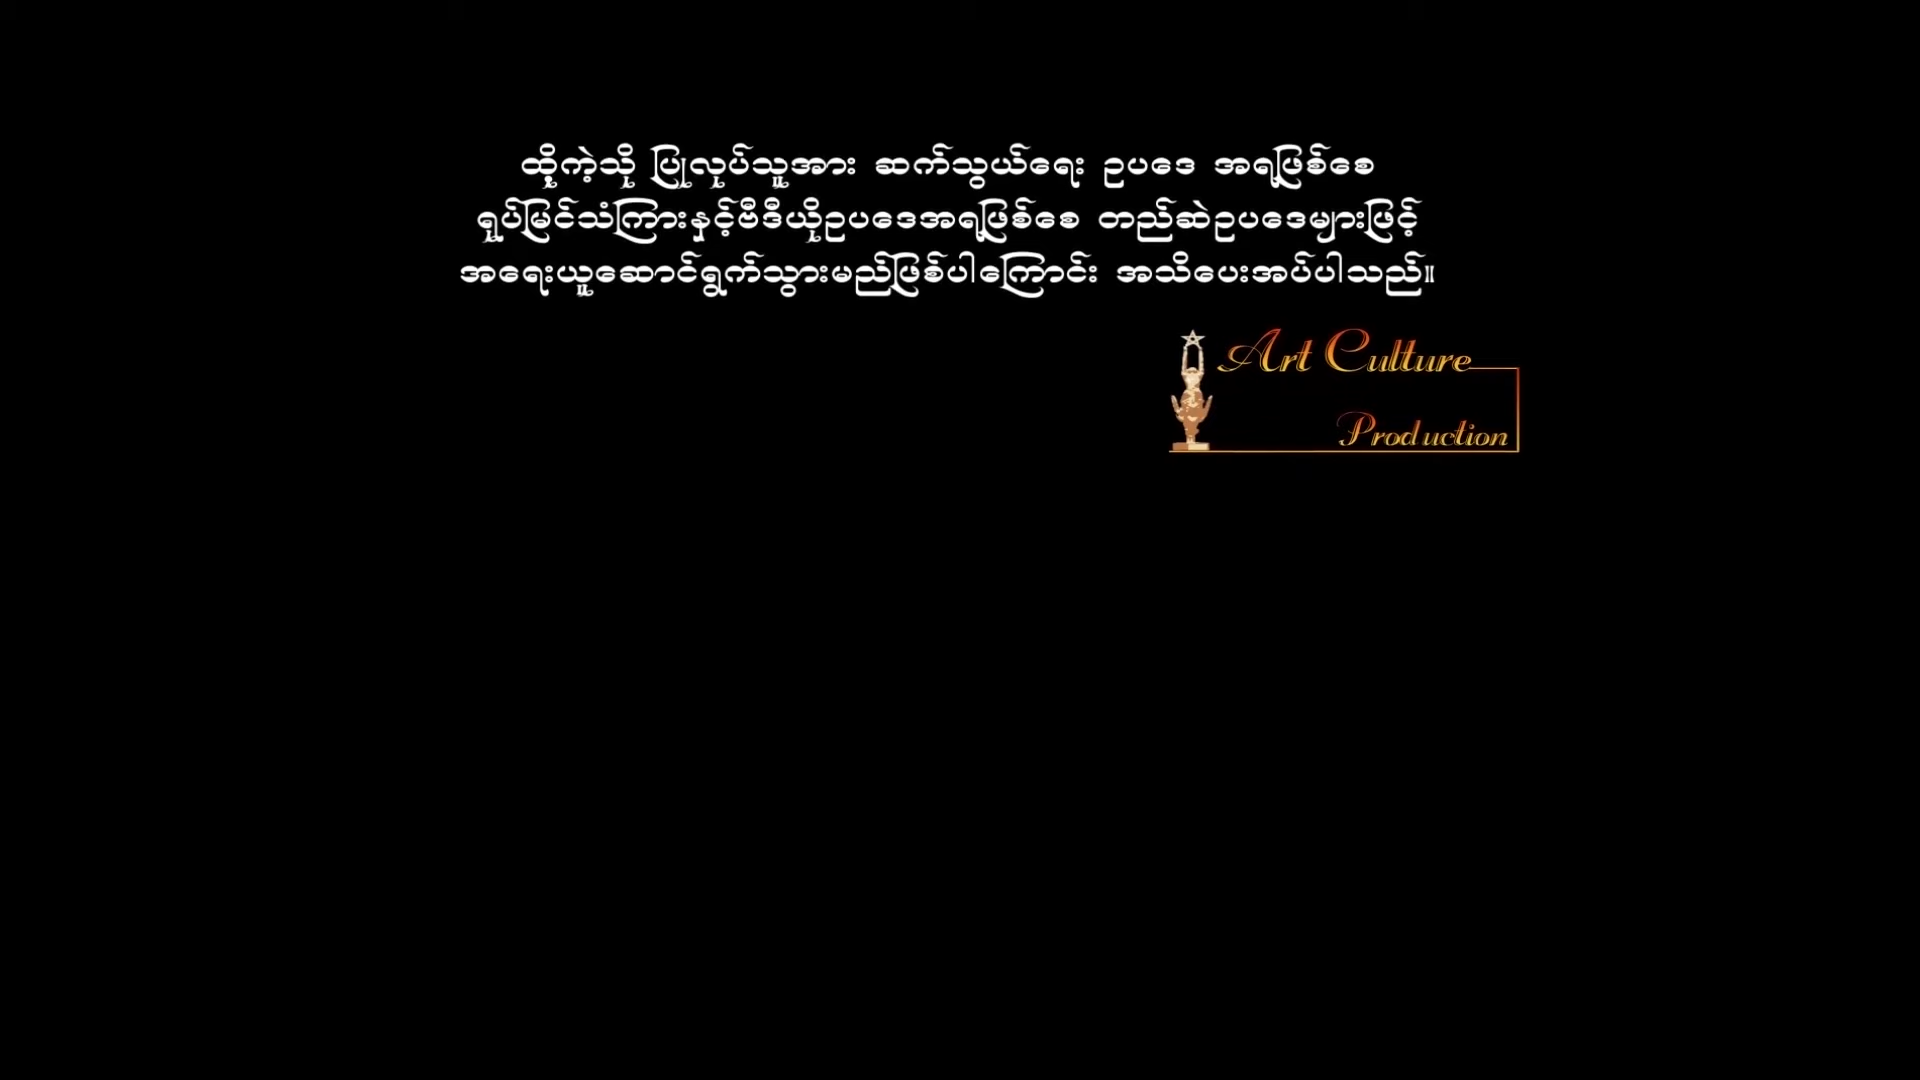 ထို့ကဲ့သို့ ပြုလုပ်သူအား ဆက်သွယ်ရေး ဥပဒေ အရဖြစ်စေ
ရုပ်မြင်သံကြားနှင့်ဗီဒီယိုဥပဒေအရဖြစ်စေ တည်ဆဲဥပဒေများဖြင့်
အရေးယူဆောင်ရွက်သွားမည်ဖြစ်ပါကြောင်း အသိပေးအပ်ပါသည်။
Art Culture
Production